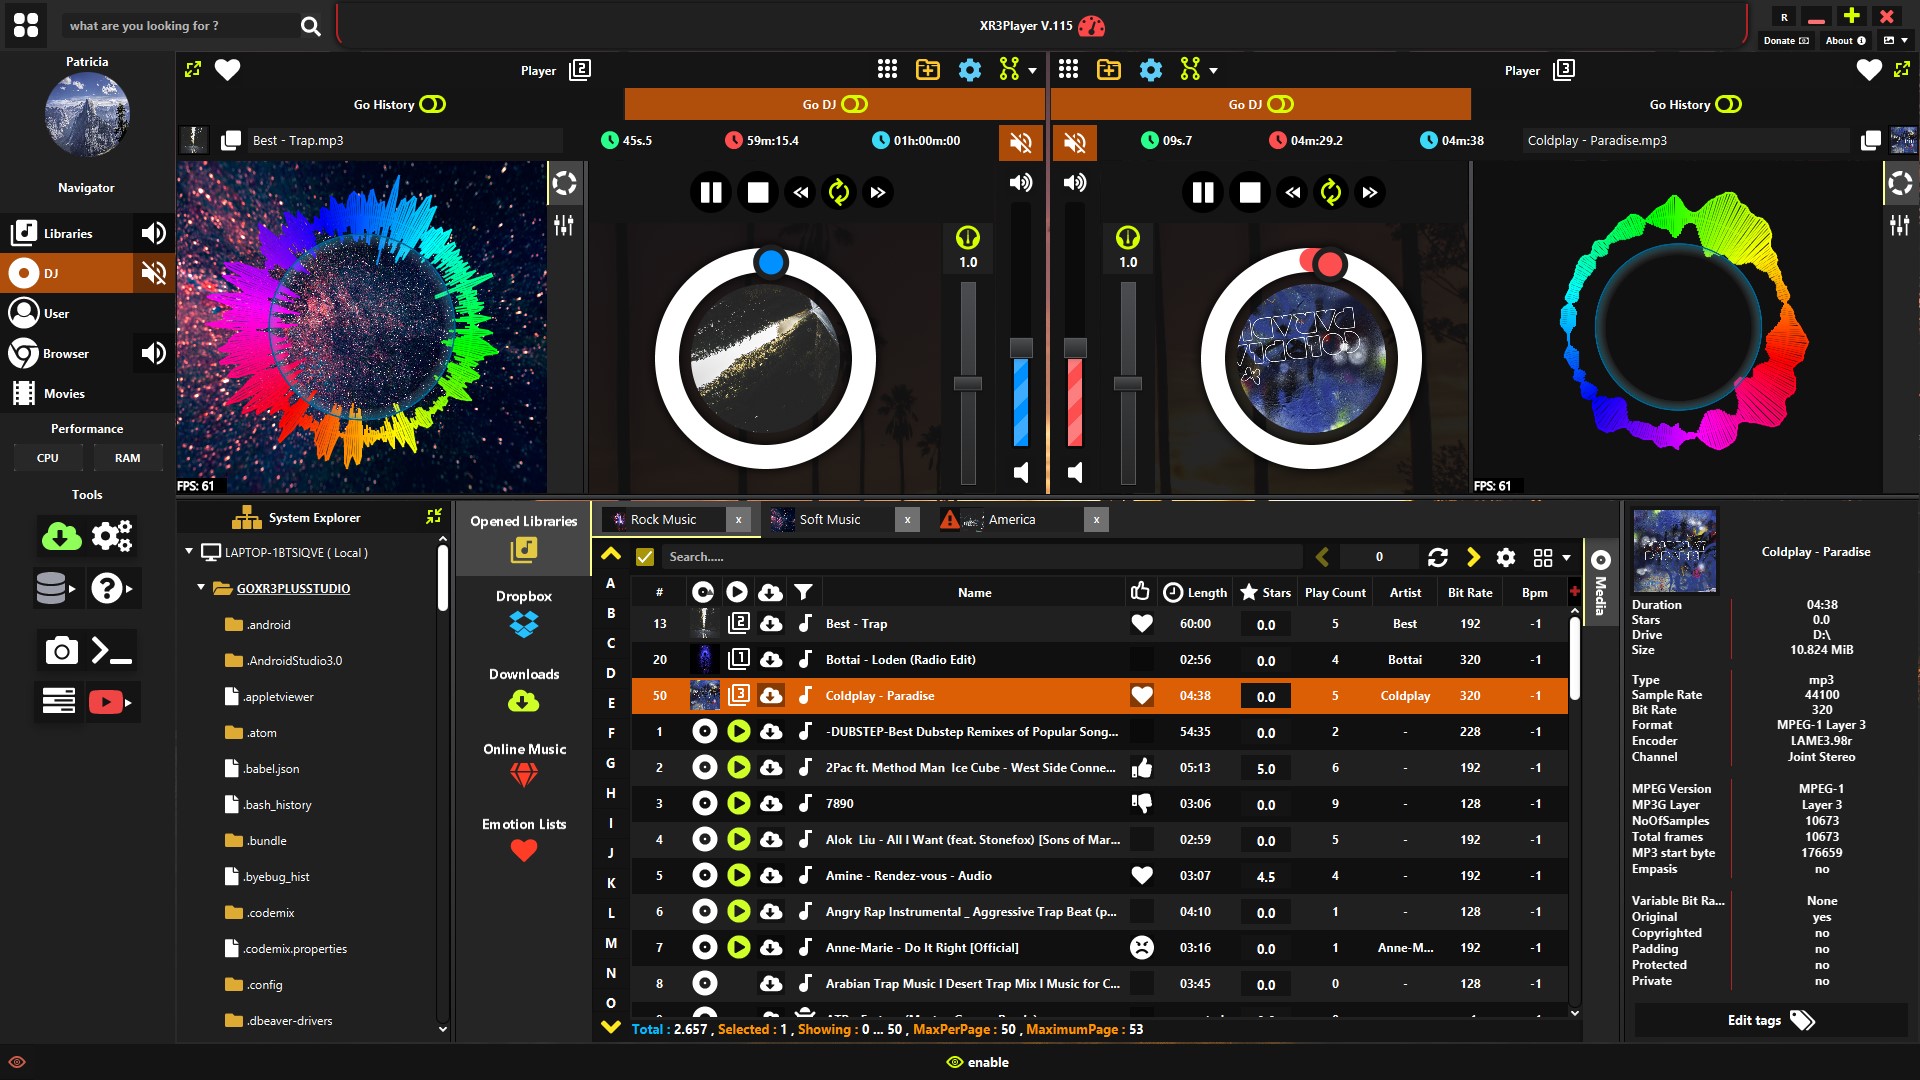 what are you looking for ?
XR3Player V.115
R
Donate
About
Patricia
Navigator
Libraries
DJ
User
Browser
Movies
Performance
CPU
RAM
Tools
Player 2
Go History
Go DJ
Best - Trap.mp3
45s.5
59m:15.4
01h:00m:00
1.0
FPS: 61
Player 3
Go DJ
Go History
09s.7
04m:29.2
04m:38
Coldplay - Paradise.mp3
1.0
FPS: 61
System Explorer
LAPTOP-1BTSIQVE ( Local )
GOXR3PLUSSTUDIO
.android
.AndroidStudio3.0
.appletviewer
.atom
.babel.json
.bash_history
.bundle
.byebug_hist
.codemix
.codemix.properties
.config
.dbeaver-drivers
Opened Libraries
Dropbox
Downloads
Online Music
Emotion Lists
Rock Music x
Soft Music x
America x
Search.....
0
A
B
C
D
E
F
G
H
I
J
K
L
M
N
O
# Name Length Stars Play Count Artist Bit Rate Bpm
13 2 Best - Trap 60:00 0.0 5 Best 192 -1
20 1 Bottai - Loden (Radio Edit) 02:56 0.0 4 Bottai 320 -1
50 3 Coldplay - Paradise 04:38 0.0 5 Coldplay 320 -1
1 -DUBSTEP-Best Dubstep Remixes of Popular Song... 54:35 0.0 2 - 228 -1
2 2Pac ft. Method Man  Ice Cube - West Side Conne... 05:13 5.0 6 - 192 -1
3 7890 03:06 0.0 9 - 128 -1
4 Alok  Liu - All I Want (feat. Stonefox) [Sons of Mar... 02:59 0.0 5 - 192 -1
5 Amine - Rendez-vous - Audio 03:07 4.5 4 - 192 -1
6 Angry Rap Instrumental _ Aggressive Trap Beat (p... 04:10 0.0 1 - 128 -1
7 Anne-Marie - Do It Right [Official] 03:16 0.0 1 Anne-M... 192 -1
8 Arabian Trap Music I Desert Trap Mix I Music for C... 03:45 0.0 0 - 128 -1
Total : 2.657 , Selected : 1 , Showing : 0 ... 50 , MaxPerPage : 50 , MaximumPage : 53
Media
Coldplay - Paradise
Duration 04:38
Stars 0.0
Drive D:\
Size 10.824 MiB
Type mp3
Sample Rate 44100
Bit Rate 320
Format MPEG-1 Layer 3
Encoder LAME3.98r
Channel Joint Stereo
MPEG Version MPEG-1
MP3G Layer Layer 3
NoOfSamples 10673
Total frames 10673
MP3 start byte 176659
Empasis no
Variable Bit Ra... None
Original yes
Copyrighted no
Padding no
Protected no
Private no
Edit tags
enable